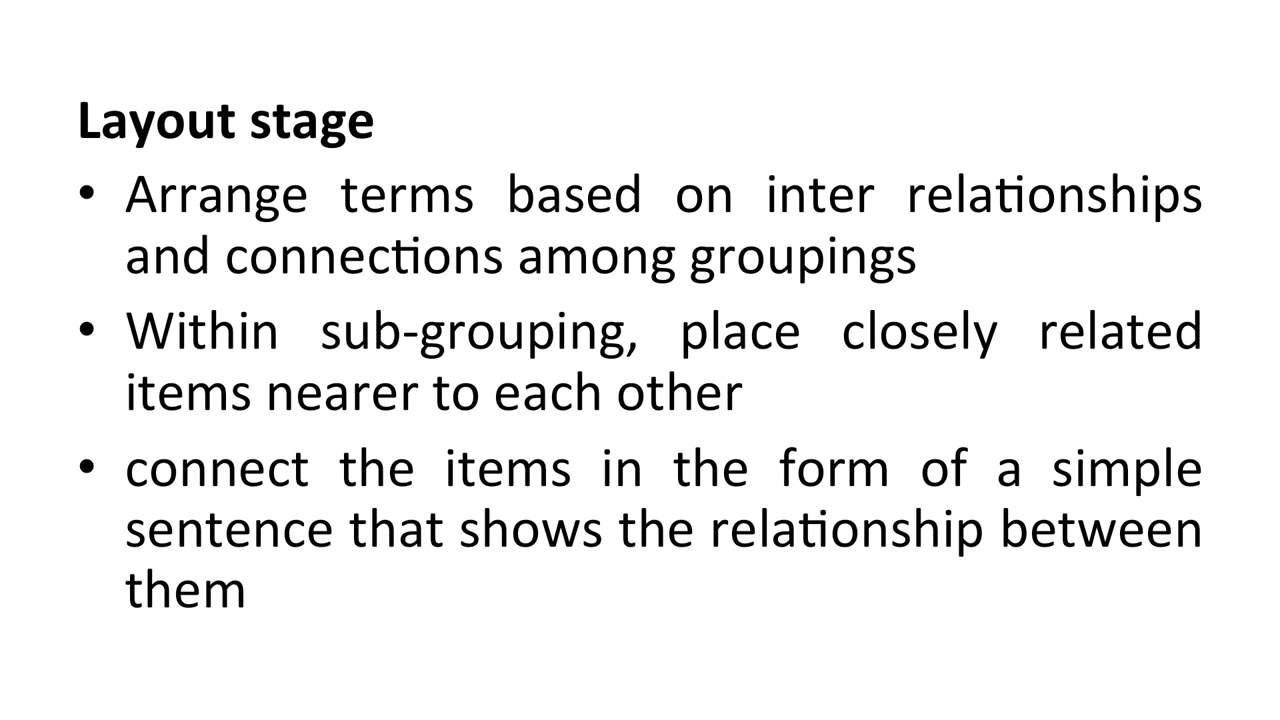 Layout stage
• Arrange terms based on inter relationships
and connections among groupings
• Within sub-grouping, place closely related
items nearer to each other
• connect the items in the form of a simple
sentence that shows the relationship between
them